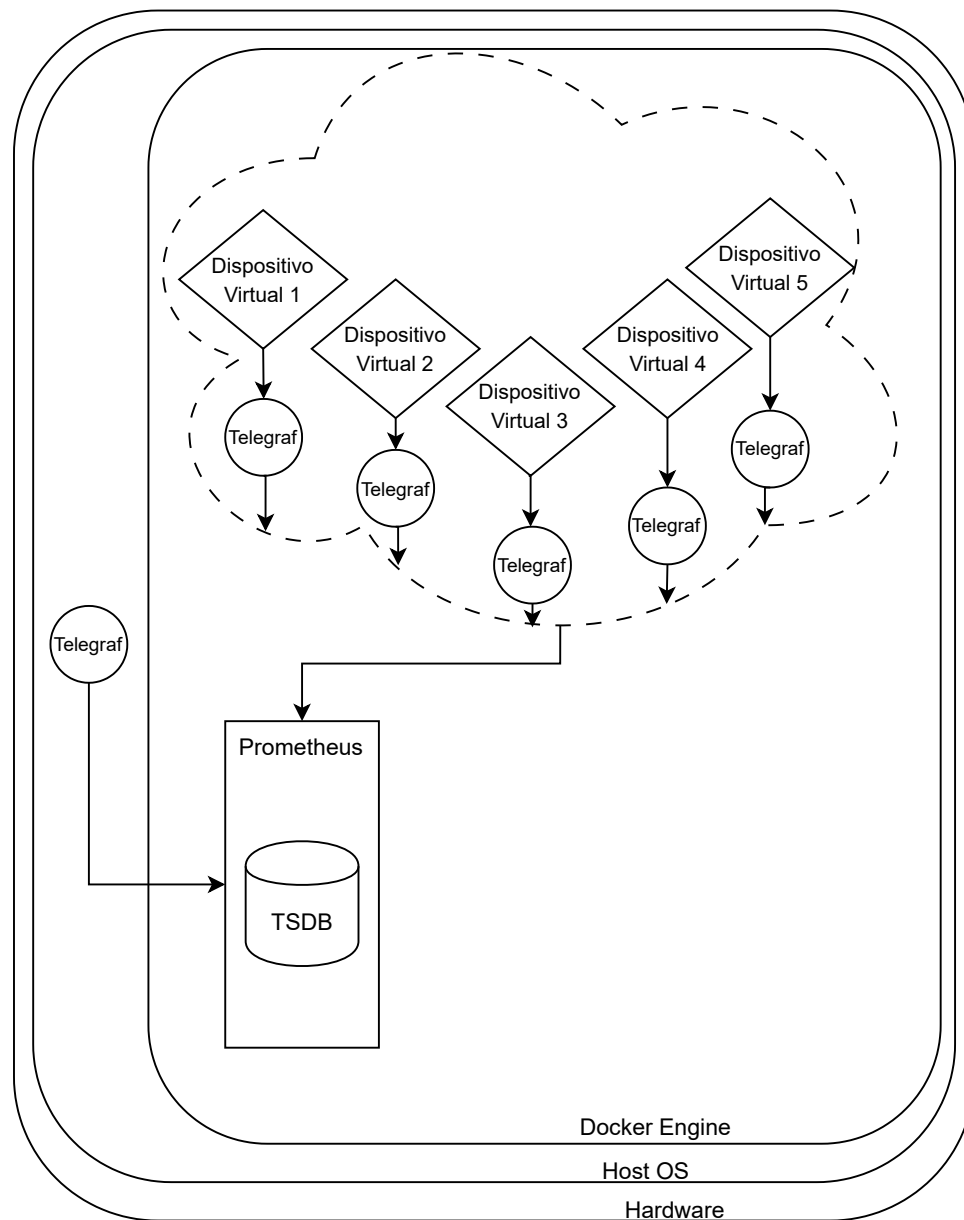 Dispositivo
Virtual 1
Dispositivo
Virtual 2
Dispositivo
Virtual 3
Dispositivo
Virtual 4
Dispositivo
Virtual 5
Telegraf
Telegraf
Telegraf
Telegraf
Telegraf
Telegraf
Prometheus
TSDB
Docker Engine
Host OS
Hardware